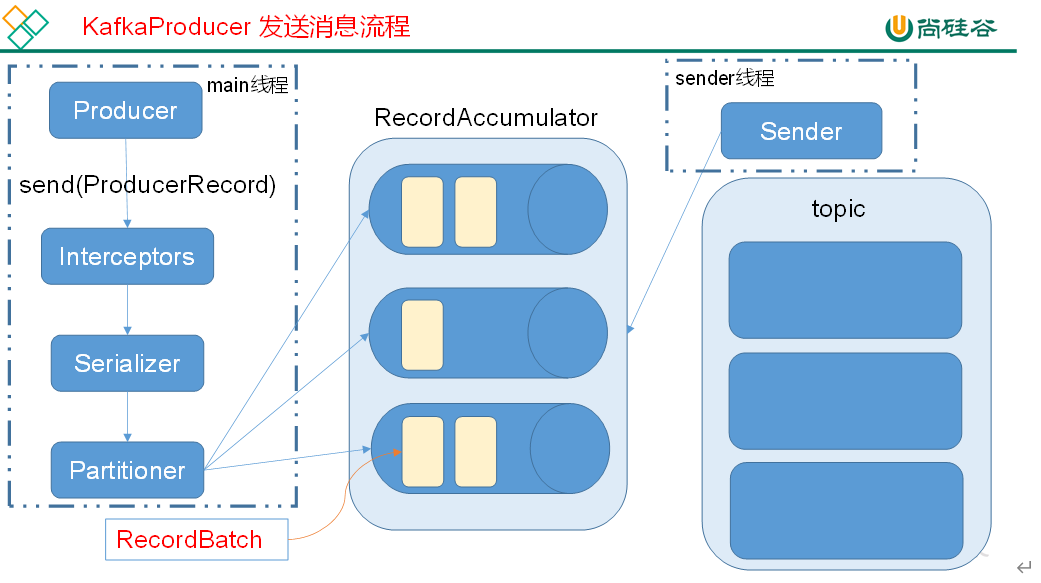 KafkaProducer 发送消息流程
尚硅谷
main线程
Producer
send(ProducerRecord)
Interceptors
Serializer
Partitioner
RecordBatch
RecordAccumulator
sender线程
Sender
topic